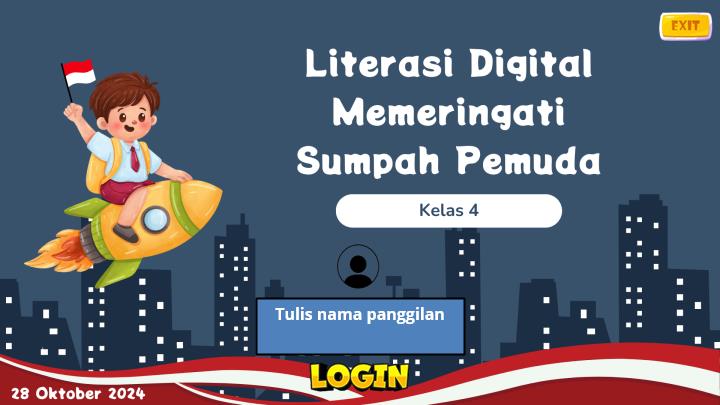 EXIT
Literasi Digital
Memeringati
Sumpah Pemuda
Kelas 4
Tulis nama panggilan
LOGIN
28 Oktober 2024